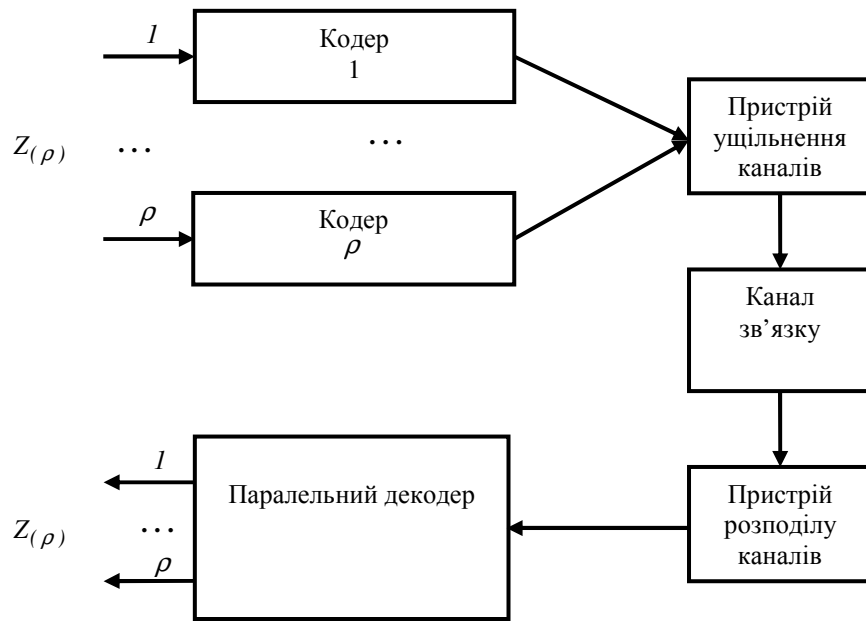 1
Кодер
1
Z(ρ)
...
...
ρ
Кодер
ρ
Пристрій
ущільнення
каналів
Канал
зв’язку
Пристрій
розподілу
каналів
Паралельний декодер
1
Z(ρ)
...
ρ